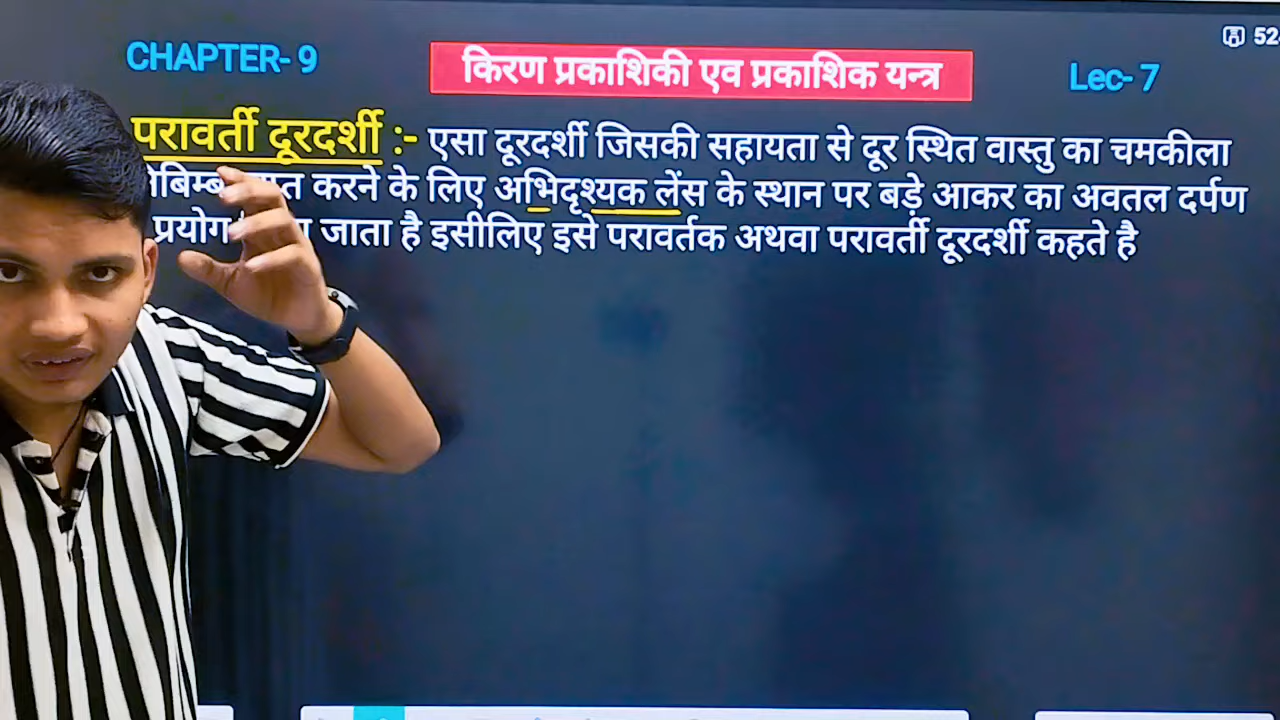 52
CHAPTER- 9
किरण प्रकाशिकी एव प्रकाशिक यन्त्र
Lec- 7
परावर्ती दूरदर्शी :- एसा दूरदर्शी जिसकी सहायता से दूर स्थित वास्तु का चमकीला
करने के लिए अभिदृश्यक लेंस के स्थान पर बड़े आकर का अवतल दर्पण
प्रयोग जाता है इसीलिए इसे परावर्तक अथवा परावर्ती दूरदर्शी कहते है